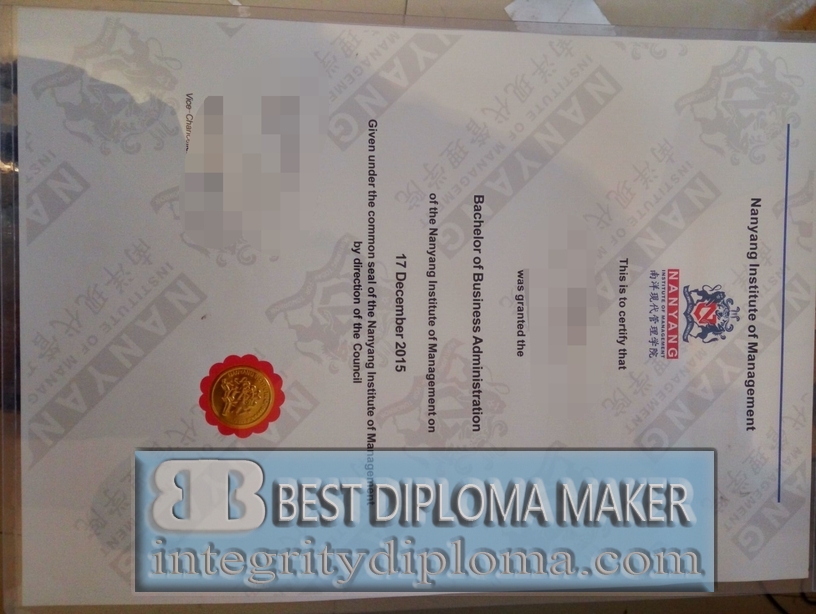 Nanyang Institute of Management
NANYANG
INSTITUTE OF MANAGEMENT
南洋现代管理学院
This is to certify that
was granted the
Bachelor of Business Administration
of the Nanyang Institute of Management on
17 December 2015
Given under the common seal of the Nanyang Institute of Management
by direction of the Council
BB BEST DIPLOMA MAKER
integritydiploma.com